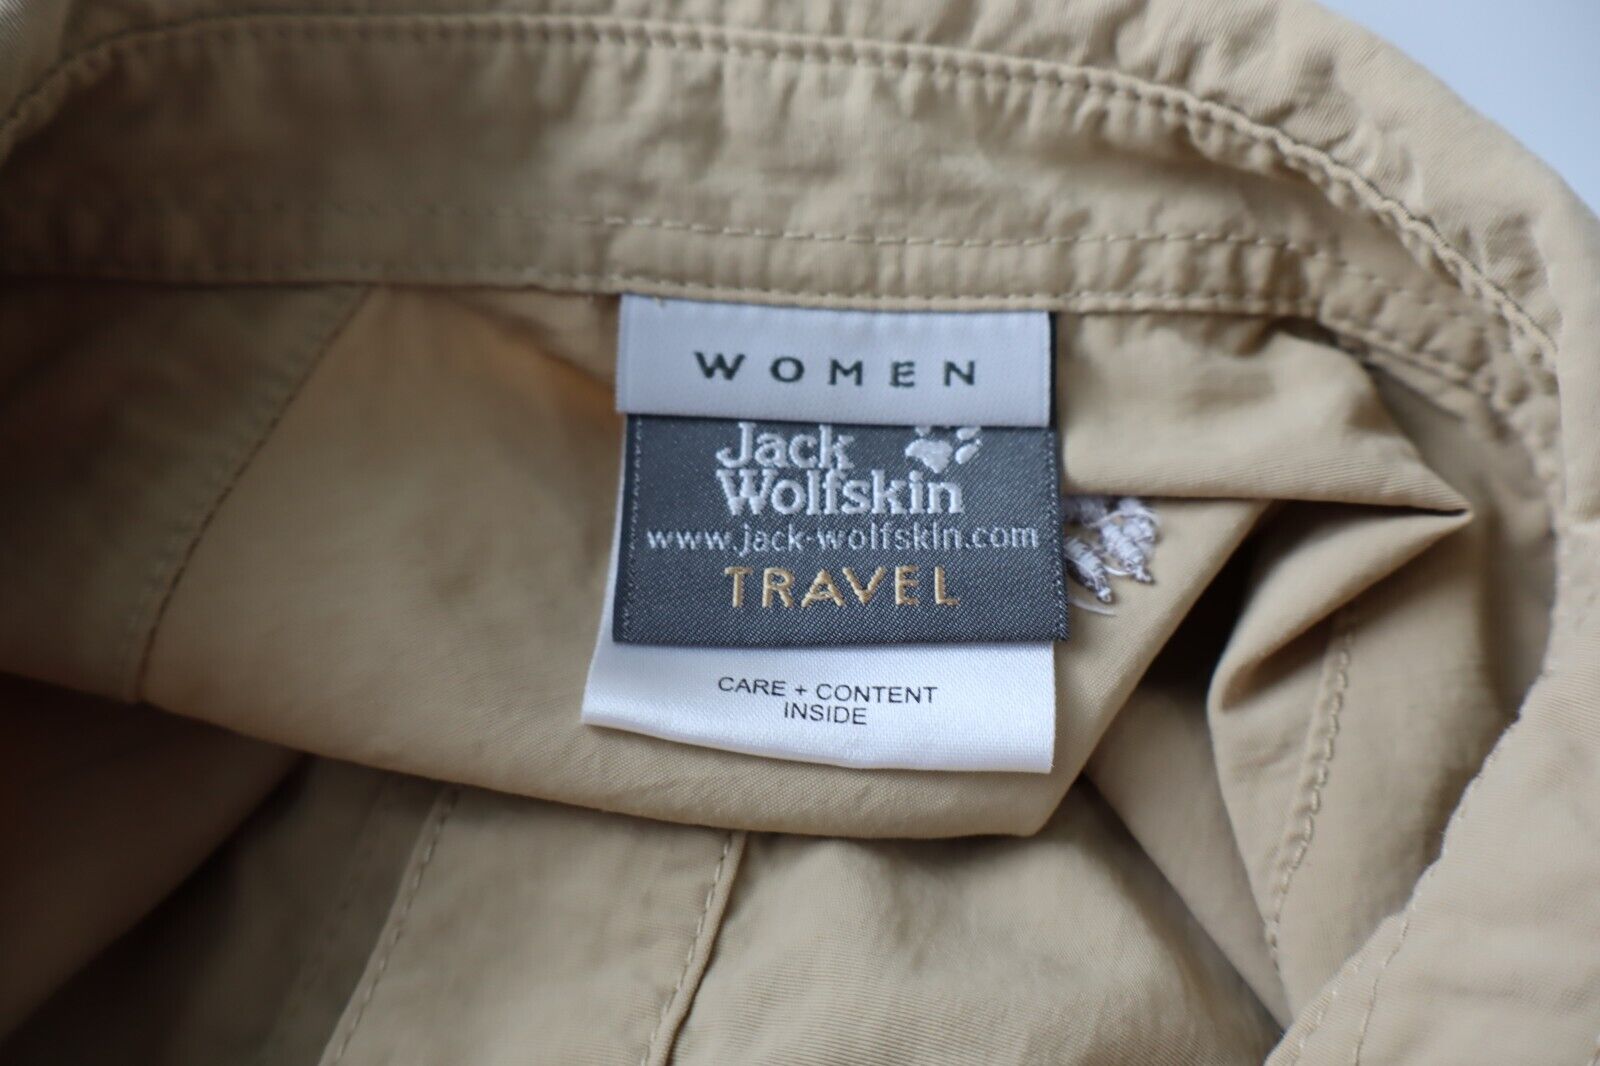 WOMEN
Jack
Wolfskin
www.jack-wolfskin.com
TRAVEL
CARE + CONTENT
INSIDE